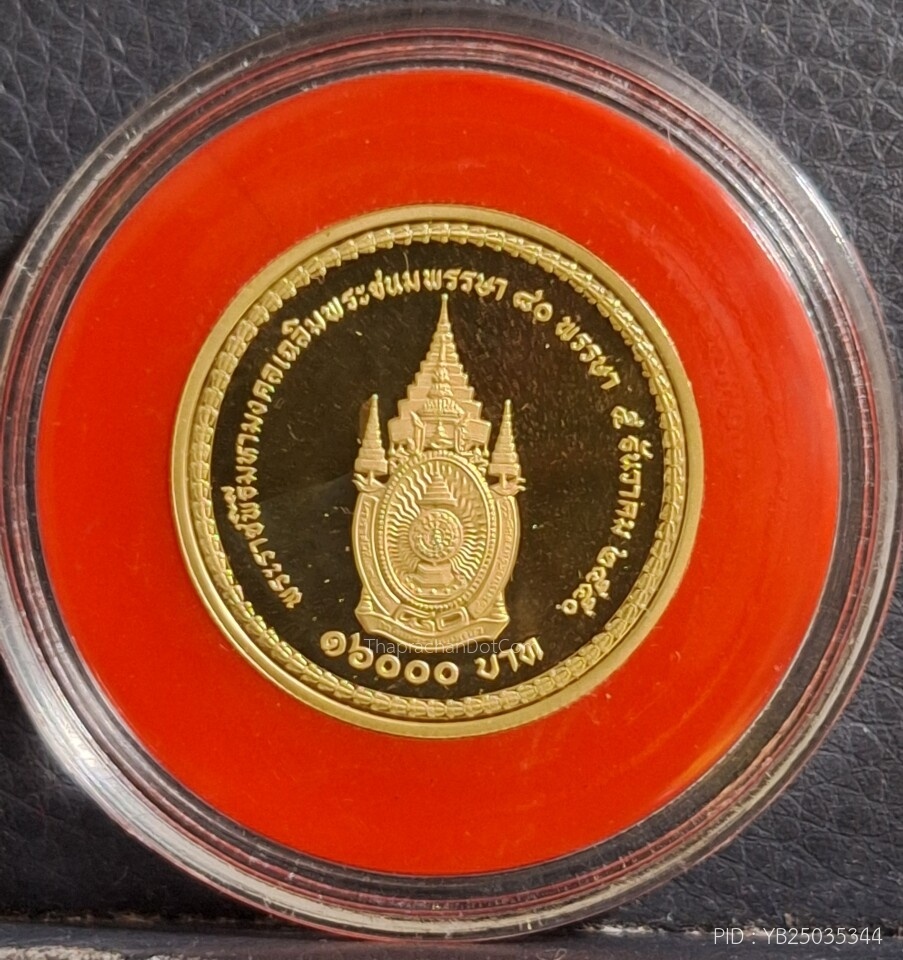 พระราชพิธีมหามงคลเฉลิมพระชนมพรรษา ๘๐ พรรษา ๕ ธันวาคม ๒๕๕๐
๑๖๐๐๐ บาท
ThaprachanDotCom
PID : YB25035344